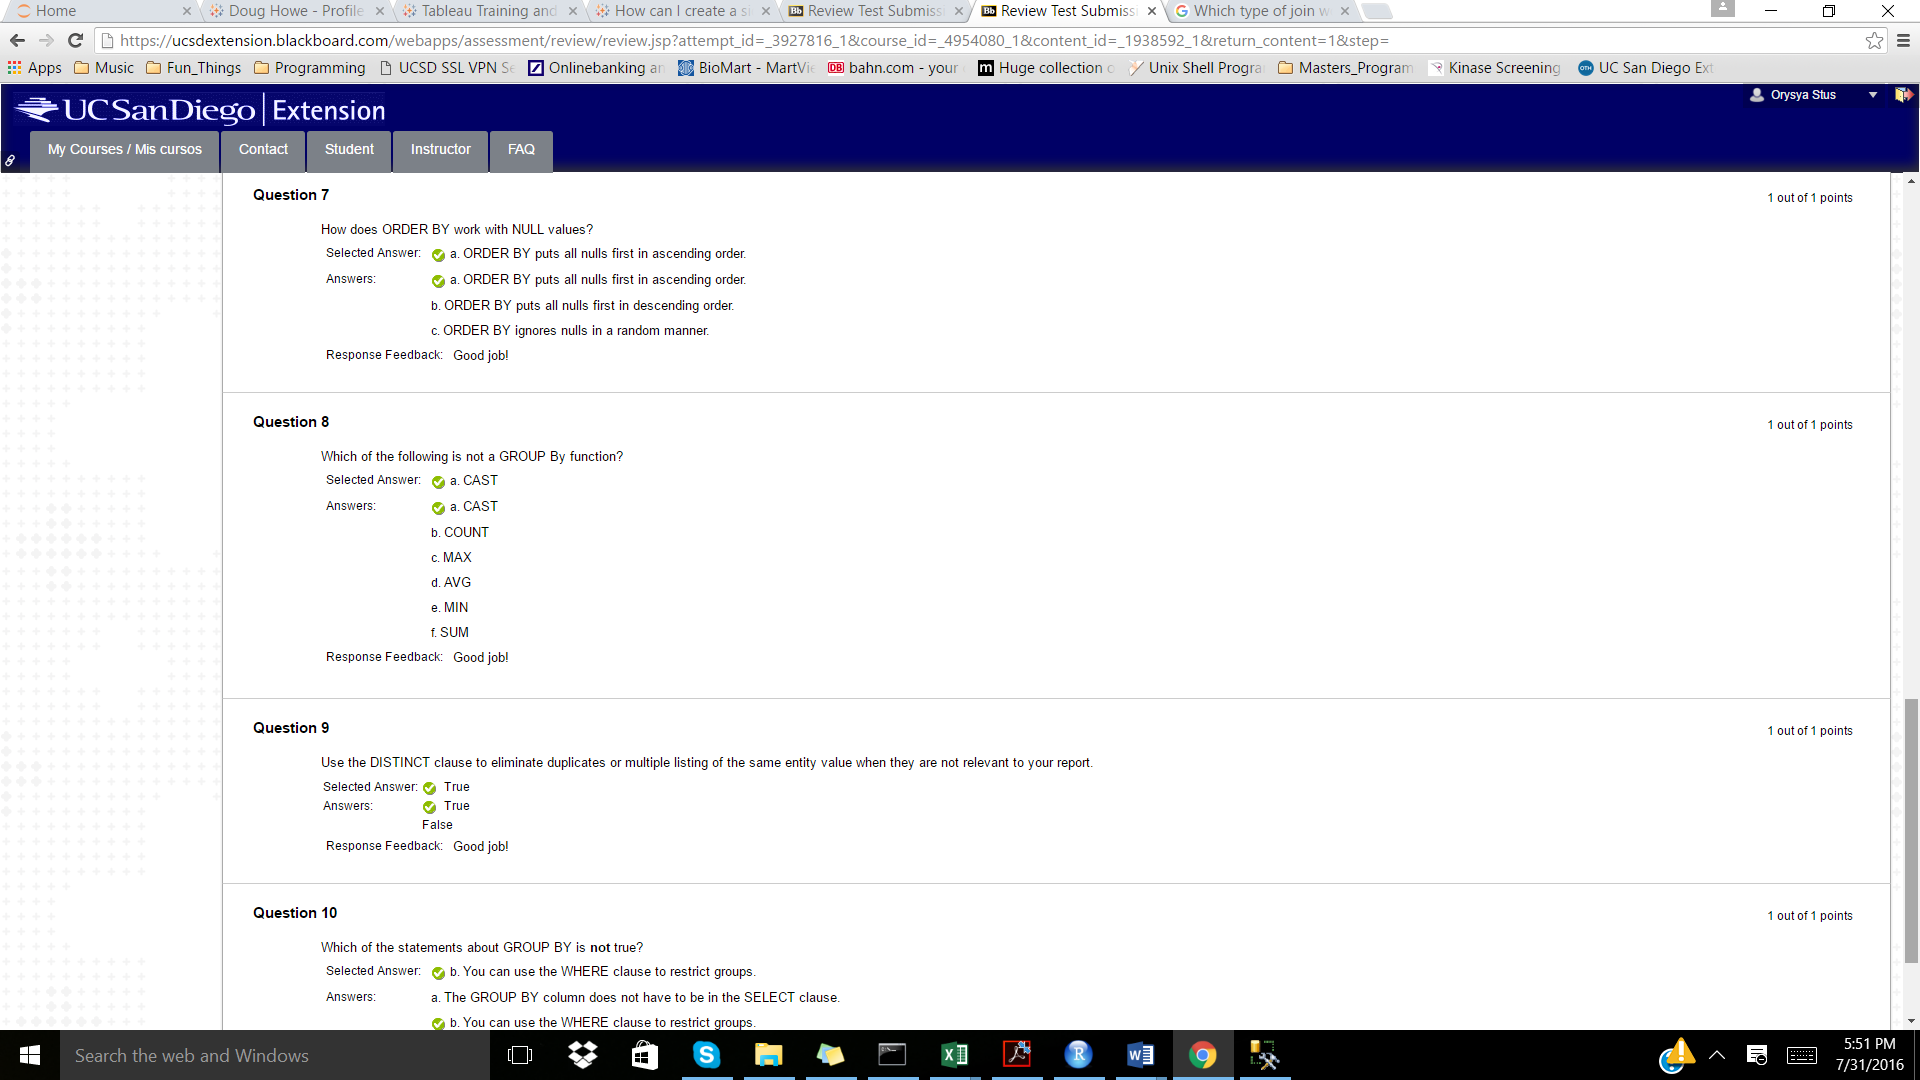 Home
Doug Howe - Profile
Tableau Training and
How can I create a si
Review Test Submiss
Review Test Submiss
Which type of join w
https://ucsdextension.blackboard.com/webapps/assessment/review/review.jsp?attempt_id=_3927816_1&course_id=_4954080_1&content_id=_1938592_1&return_content=1&step=
Apps Music Fun_Things Programming UCSD SSL VPN Se Onlinebanking an BioMart - MartVie bahn.com - your Huge collection o Unix Shell Progra Masters_Program Kinase Screening UC San Diego Ext
UC San Diego Extension
Orysya Stus
My Courses / Mis cursos Contact Student Instructor FAQ
Question 7
1 out of 1 points
How does ORDER BY work with NULL values?
Selected Answer: a. ORDER BY puts all nulls first in ascending order.
Answers: a. ORDER BY puts all nulls first in ascending order.
b. ORDER BY puts all nulls first in descending order.
c. ORDER BY ignores nulls in a random manner.
Response Feedback: Good job!
Question 8
1 out of 1 points
Which of the following is not a GROUP By function?
Selected Answer: a. CAST
Answers: a. CAST
b. COUNT
c. MAX
d. AVG
e. MIN
f. SUM
Response Feedback: Good job!
Question 9
1 out of 1 points
Use the DISTINCT clause to eliminate duplicates or multiple listing of the same entity value when they are not relevant to your report.
Selected Answer: True
Answers: True
False
Response Feedback: Good job!
Question 10
1 out of 1 points
Which of the statements about GROUP BY is not true?
Selected Answer: b. You can use the WHERE clause to restrict groups.
Answers: a. The GROUP BY column does not have to be in the SELECT clause.
b. You can use the WHERE clause to restrict groups.
Search the web and Windows
5:51 PM
7/31/2016